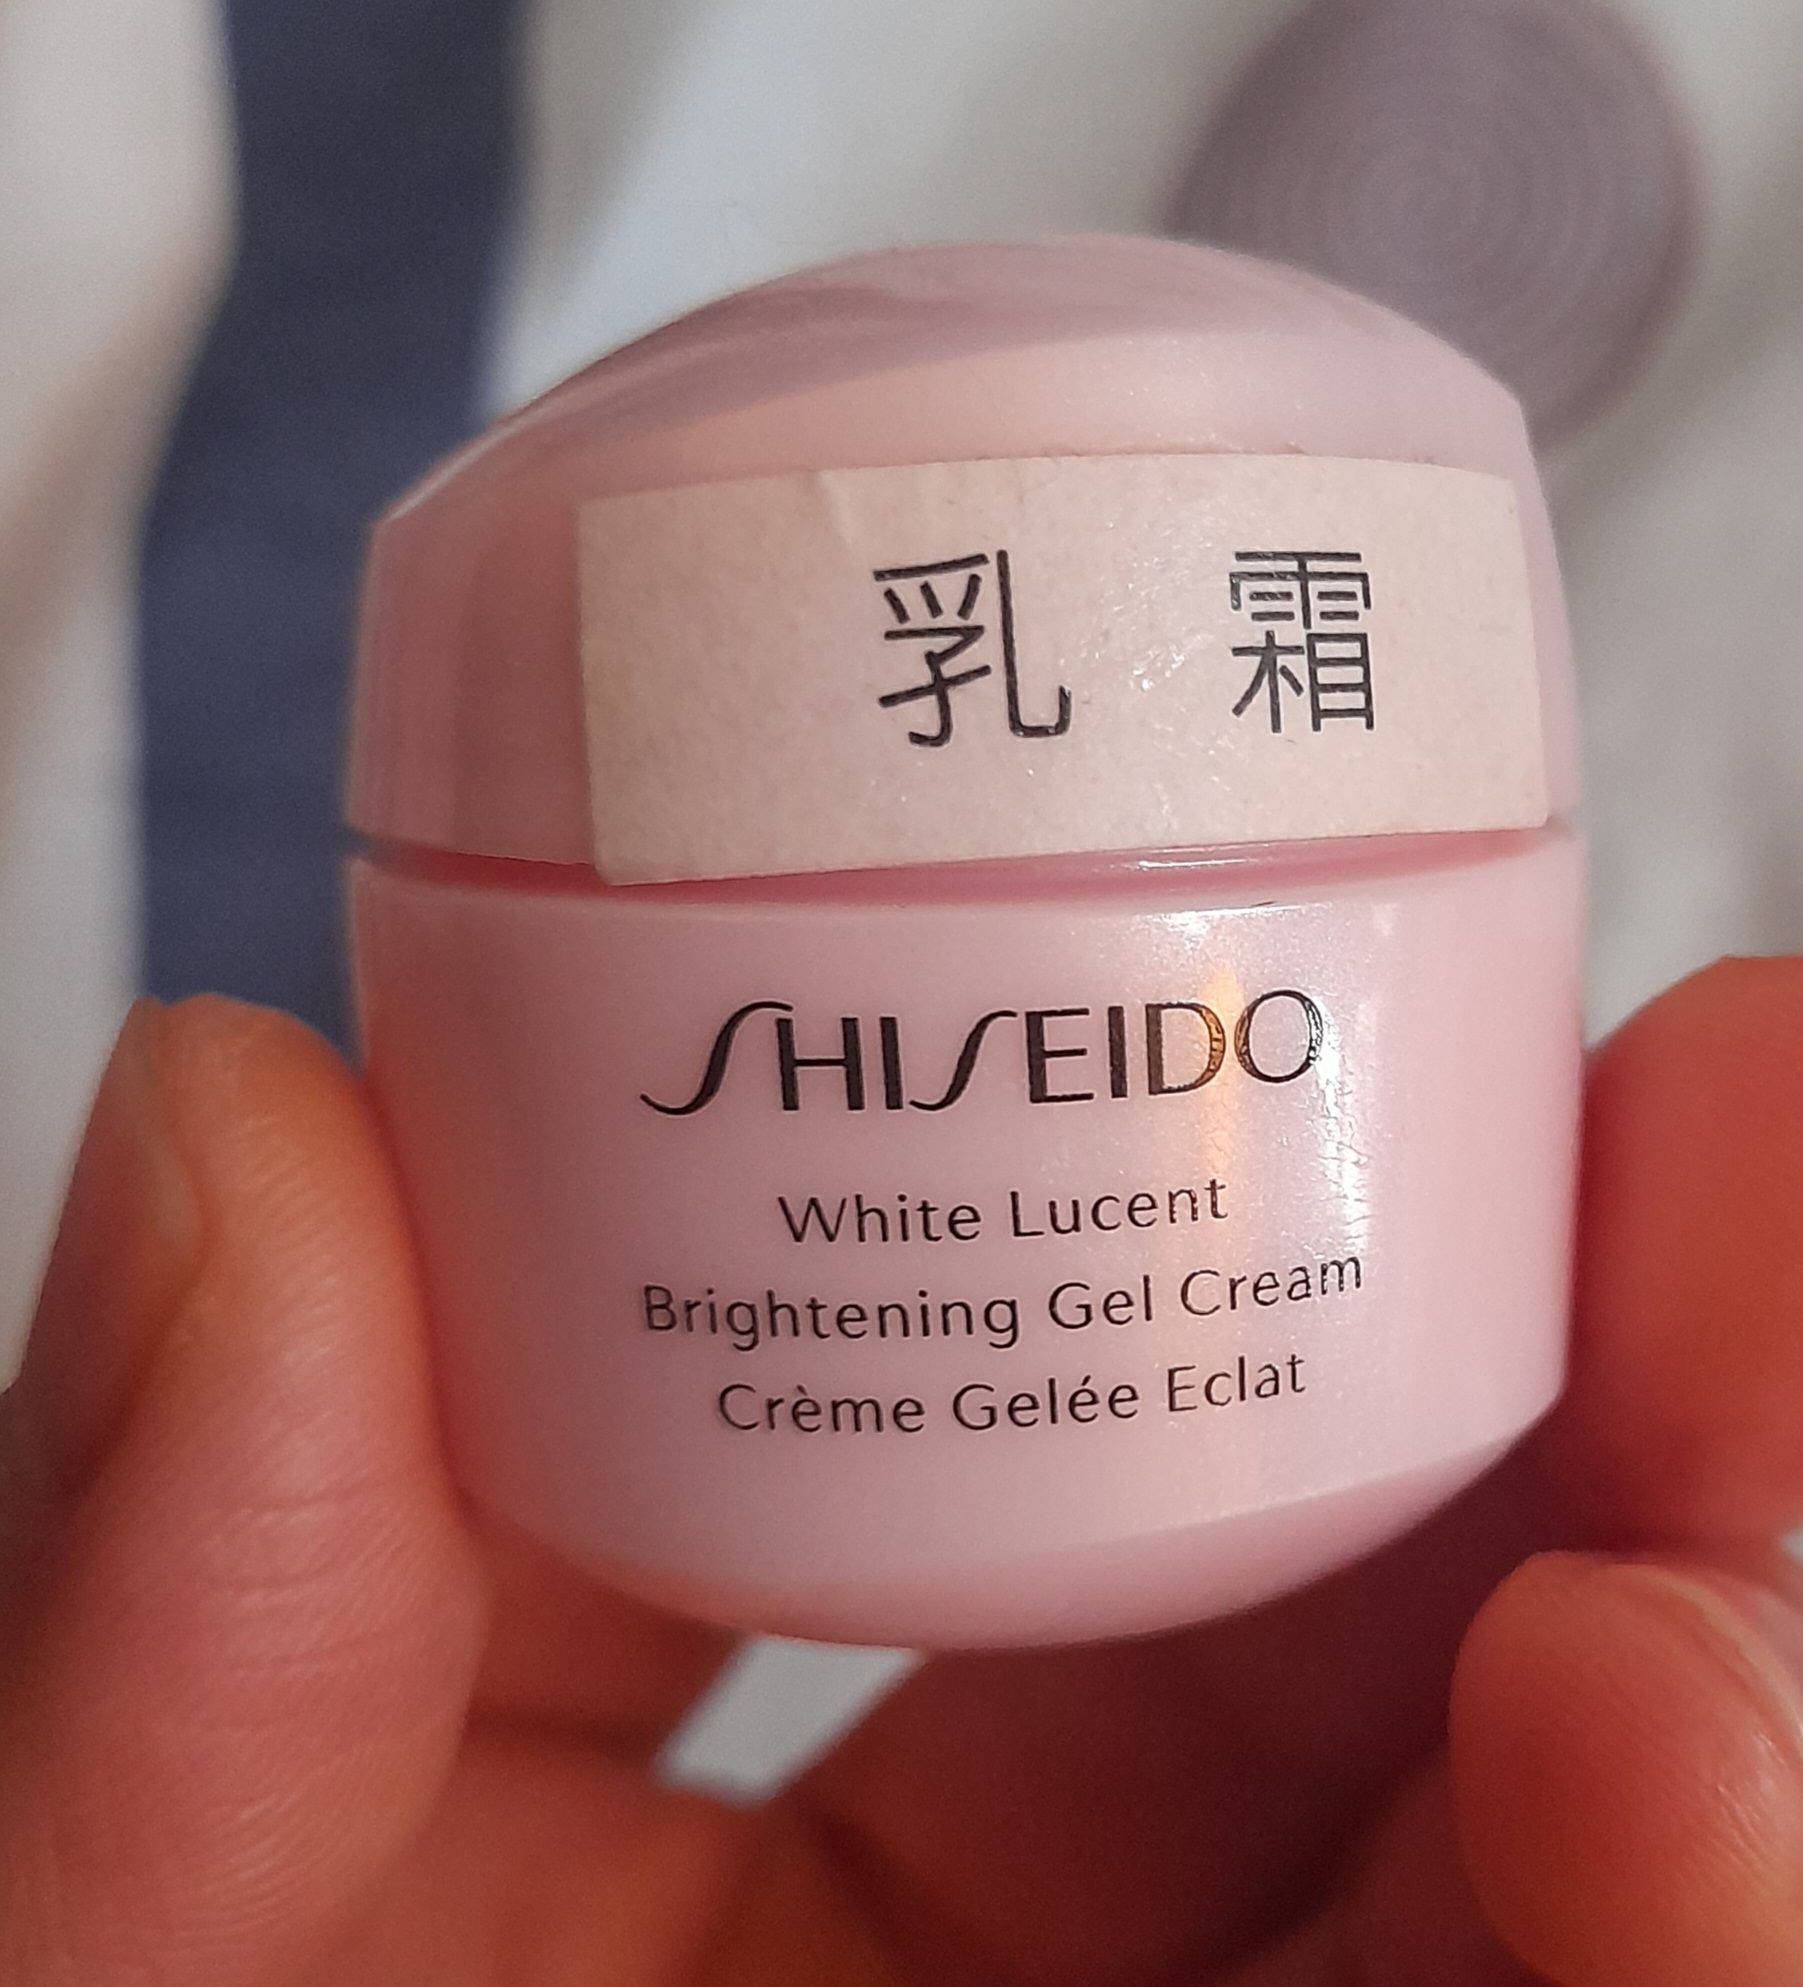 乳 霜
SHISEIDO
White Lucent
Brightening Gel Cream
Crème Gelée Eclat